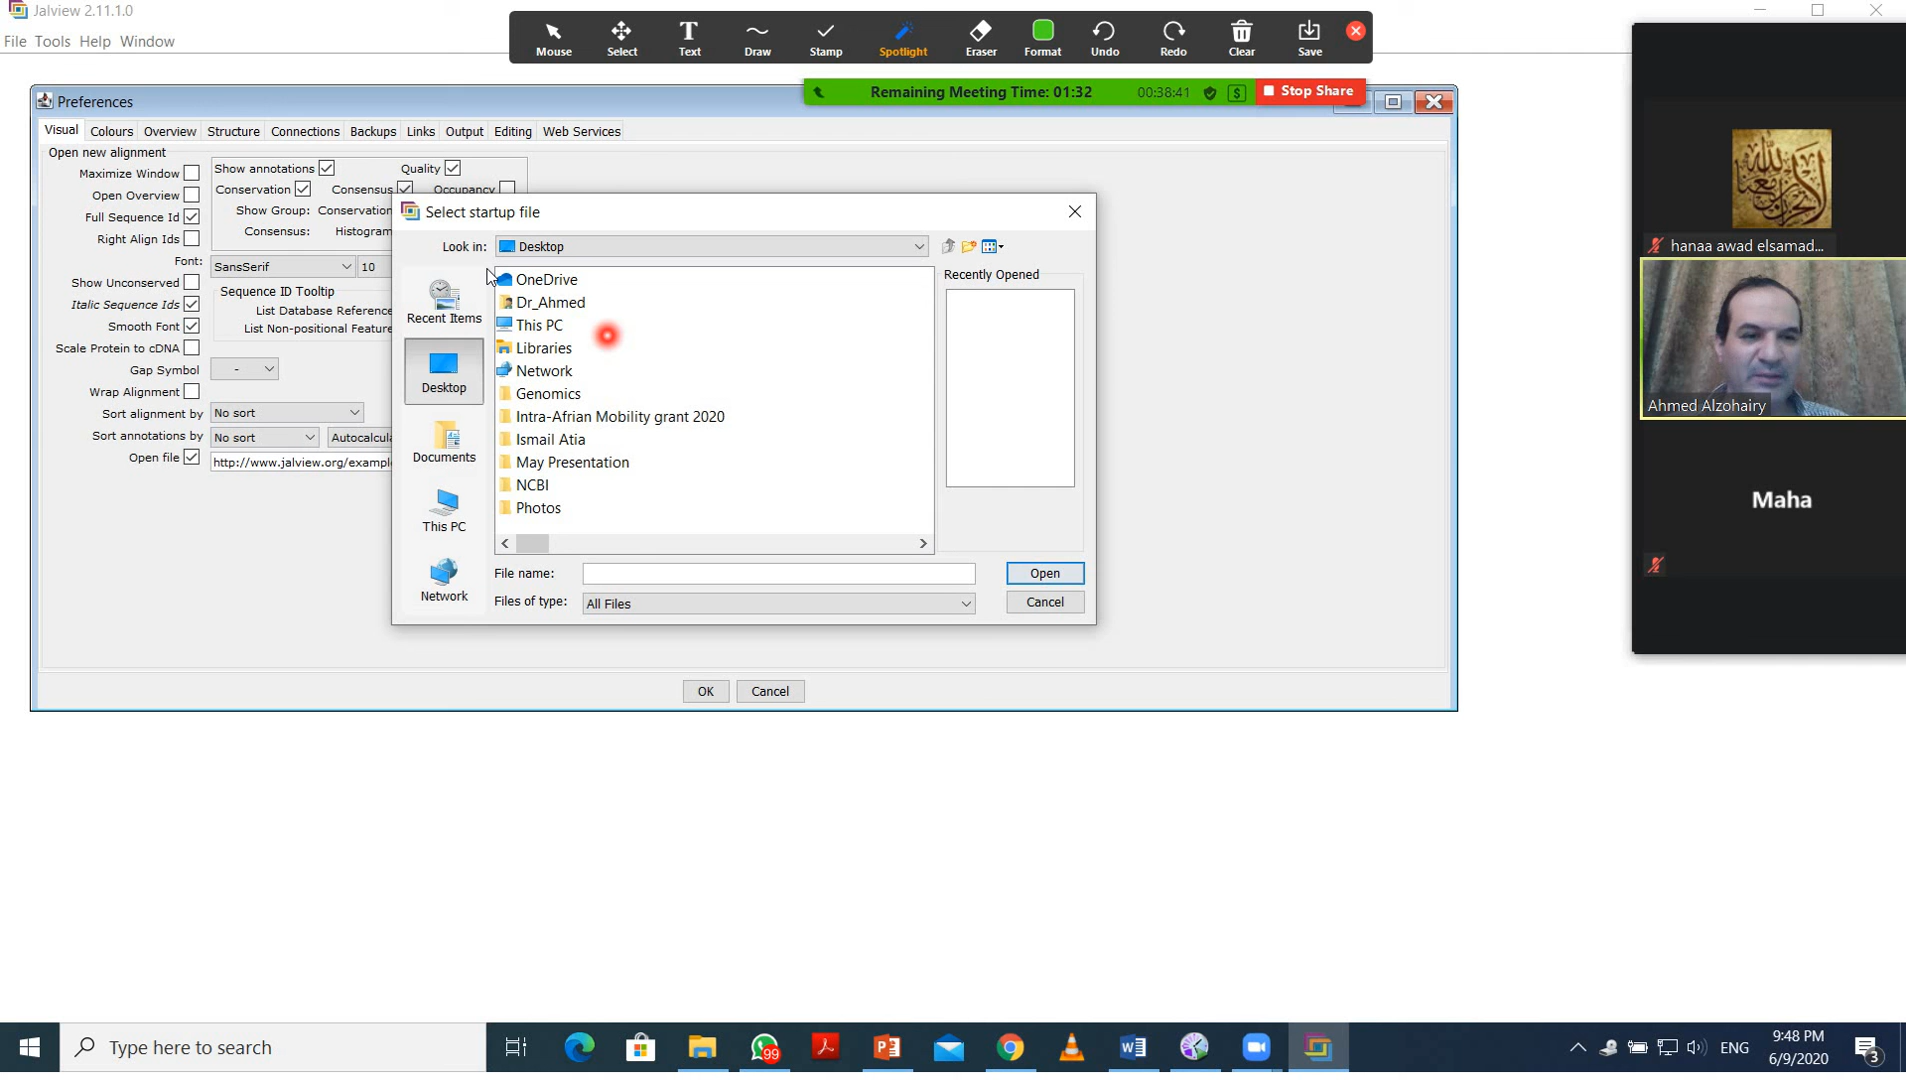 Jalview 2.11.1.0
File Tools Help Window
Mouse Select Text Draw Stamp Spotlight Eraser Format Undo Redo Clear Save
Remaining Meeting Time: 01:32 00:38:41 Stop Share
Preferences
Visual Colours Overview Structure Connections Backups Links Output Editing Web Services
Open new alignment
Maximize Window Show annotations Quality
Open Overview Conservation Consensus Occupancy
Full Sequence Id Show Group: Conservation
Right Align Ids Consensus: Histogram
Font: SansSerif 10
Show Unconserved Sequence ID Tooltip
Italic Sequence Ids List Database Reference
Smooth Font List Non-positional Feature
Scale Protein to cDNA
Gap Symbol -
Wrap Alignment
Sort alignment by No sort
Sort annotations by No sort Autocalcula
Open file http://www.jalview.org/exampl
OK Cancel
Select startup file
Look in: Desktop
Recent Items
Desktop
Documents
This PC
Network
OneDrive
Dr_Ahmed
This PC
Libraries
Network
Genomics
Intra-Afrian Mobility grant 2020
Ismail Atia
May Presentation
NCBI
Photos
Recently Opened
File name: Open
Files of type: All Files Cancel
hanaa awad elsamad...
Ahmed Alzohairy
Maha
Type here to search
99
ENG
9:48 PM
6/9/2020
3